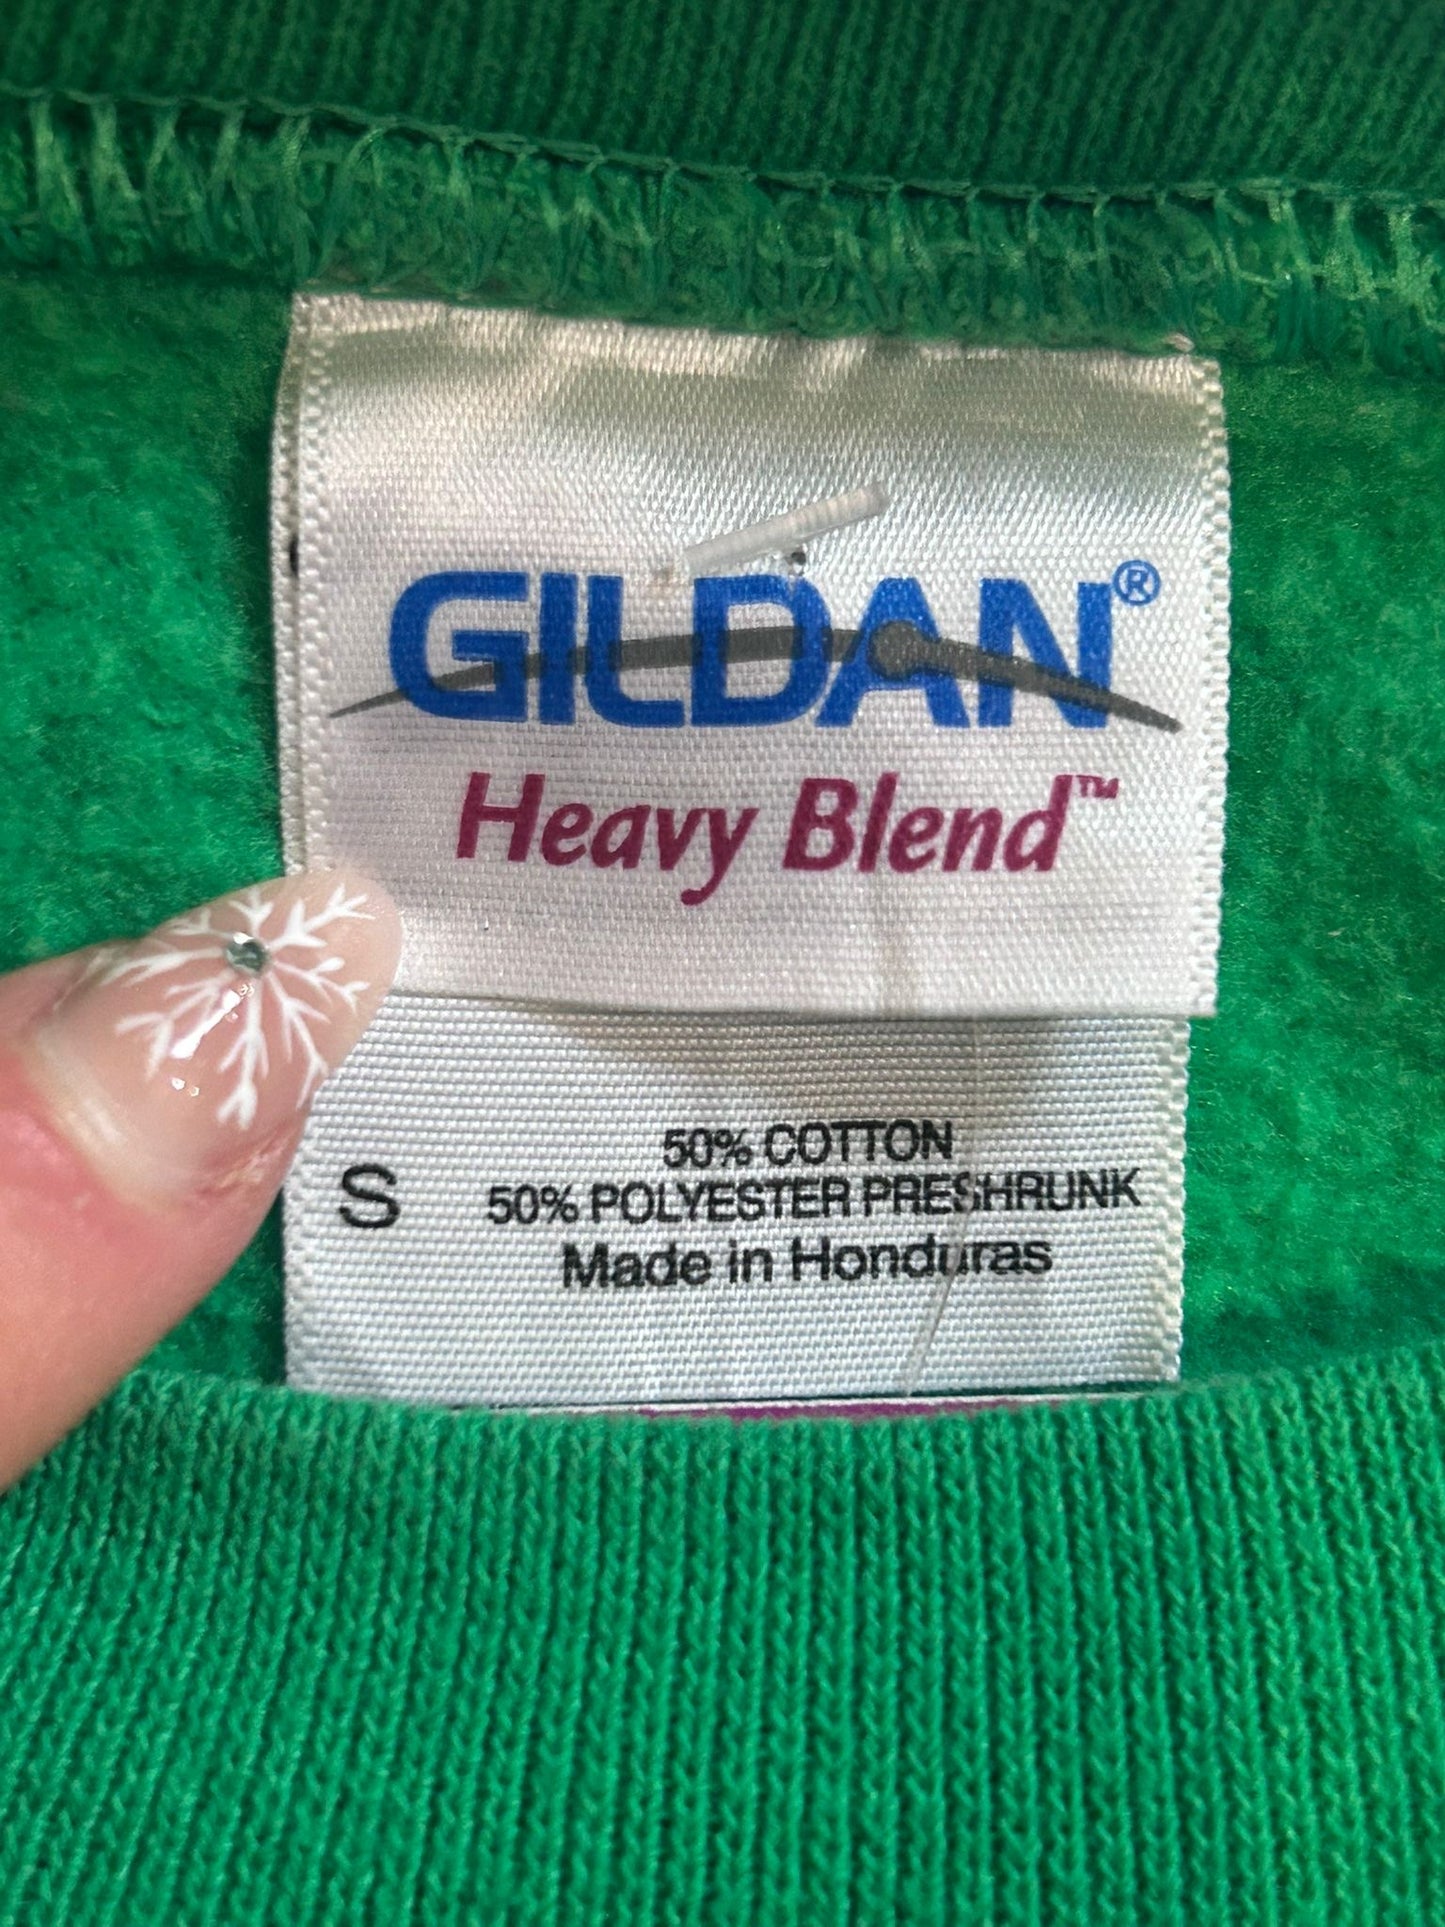 GILDAN®
Heavy Blend™
50% COTTON
S 50% POLYESTER PRESHRUNK
Made in Honduras